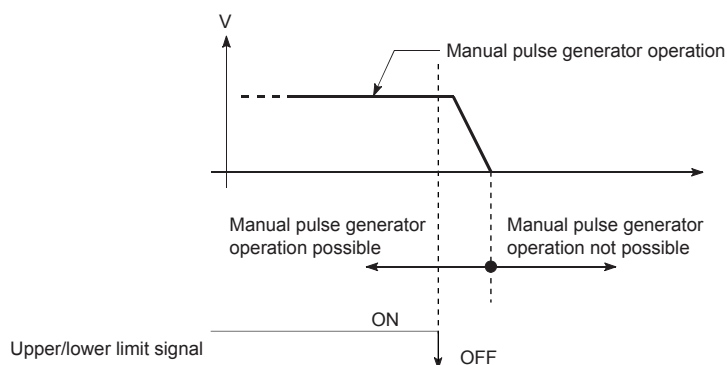 V
Manual pulse generator operation
Manual pulse generator
operation possible
Manual pulse generator
operation not possible
ON
Upper/lower limit signal
OFF